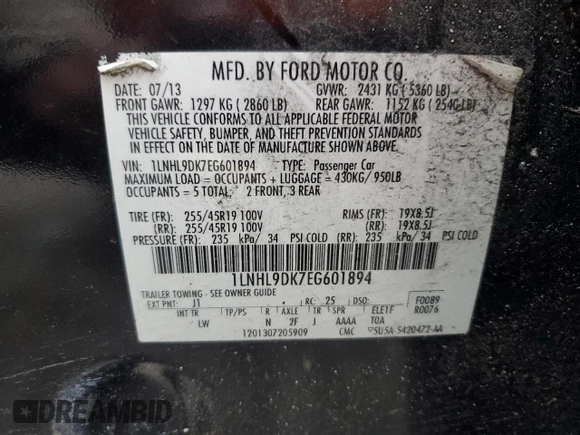 MFD. BY FORD MOTOR CO.
DATE: 07/13 GVWR: 2431 KG ( 5360 LB)
FRONT GAWR: 1297 KG ( 2860 LB) REAR GAWR: 1152 KG ( 2540 LB)
THIS VEHICLE CONFORMS TO ALL APPLICABLE FEDERAL MOTOR
VEHICLE SAFETY, BUMPER, AND THEFT PREVENTION STANDARDS
IN EFFECT ON THE DATE OF MANUFACTURE SHOWN ABOVE.
VIN: 1LNHL9DK7EG601894 TYPE: Passenger Car
MAXIMUM LOAD = OCCUPANTS + LUGGAGE = 430KG / 950LB
OCCUPANTS = 5 TOTAL: 2 FRONT, 3 REAR
TIRE (FR): 255/45R19 100V RIMS (FR): 19X8.5J
(RR): 255/45R19 100V (RR): 19X8.5J
PRESSURE (FR): 235 kPa/ 34 PSI COLD (RR): 235 kPa/ 34 PSI COLD
1LNHL9DK7EG601894
TRAILER TOWING - SEE OWNER GUIDE.
EXT PNT: J1 RC: 25 DSO: F0089
INT TR TP/PS R AXLE TR SPR ELE1F R0076
LW N 2F J AAAA T0A
1201307205909 CMC 5U5A-5420472-AA
DREAMBID